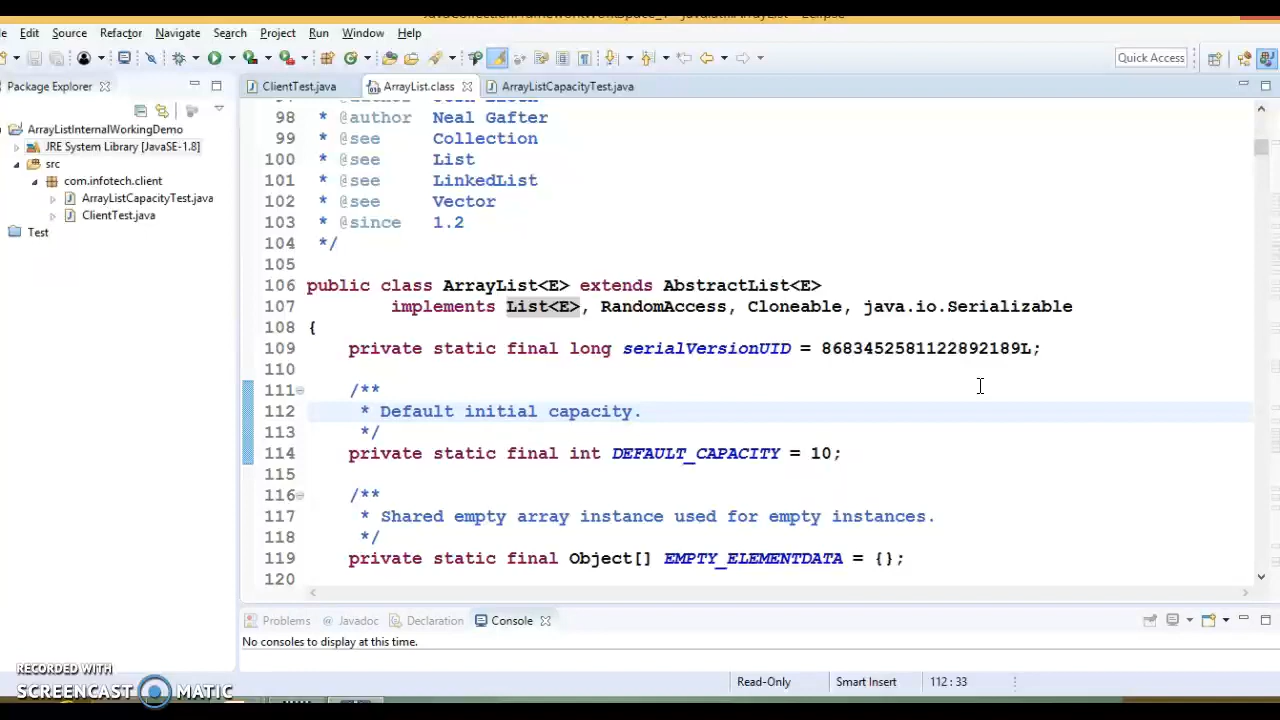 Edit Source Refactor Navigate Search Project Run Window Help
Quick Access
Package Explorer
ClientTest.java ArrayList.class ArrayListCapacityTest.java
ArrayListInternalWorkingDemo
JRE System Library [JavaSE-1.8]
src
com.infotech.client
ArrayListCapacityTest.java
ClientTest.java
Test
98 * @author Neal Gafter
99 * @see Collection
100 * @see List
101 * @see LinkedList
102 * @see Vector
103 * @since 1.2
104 */
105
106 public class ArrayList<E> extends AbstractList<E>
107 implements List<E>, RandomAccess, Cloneable, java.io.Serializable
108 {
109 private static final long serialVersionUID = 8683452581122892189L;
110
111 /**
112 * Default initial capacity.
113 */
114 private static final int DEFAULT_CAPACITY = 10;
115
116 /**
117 * Shared empty array instance used for empty instances.
118 */
119 private static final Object[] EMPTY_ELEMENTDATA = {};
120
Problems @ Javadoc Declaration Console
No consoles to display at this time.
Read-Only Smart Insert 112 : 33
RECORDED WITH
SCREENCAST MATIC